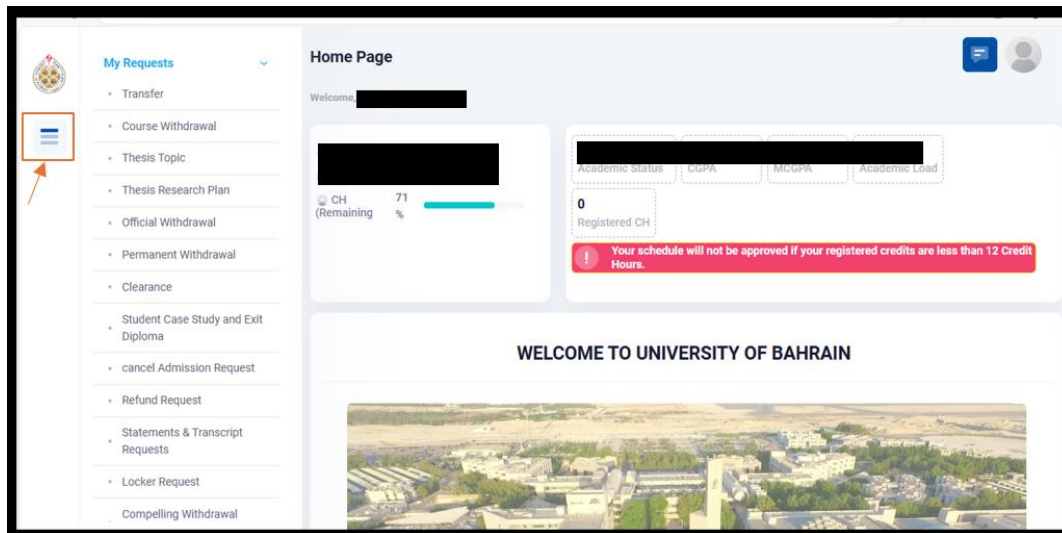 My Requests
Transfer
Course Withdrawal
Thesis Topic
Thesis Research Plan
Official Withdrawal
Permanent Withdrawal
Clearance
Student Case Study and Exit
Diploma
cancel Admission Request
Refund Request
Statements & Transcript
Requests
Locker Request
Compelling Withdrawal
Home Page
Welcome,
CH
(Remaining
71
%
Academic Status
CGPA
MCGPA
Academic Load
0
Registered CH
Your schedule will not be approved if your registered credits are less than 12 Credit
Hours.
WELCOME TO UNIVERSITY OF BAHRAIN